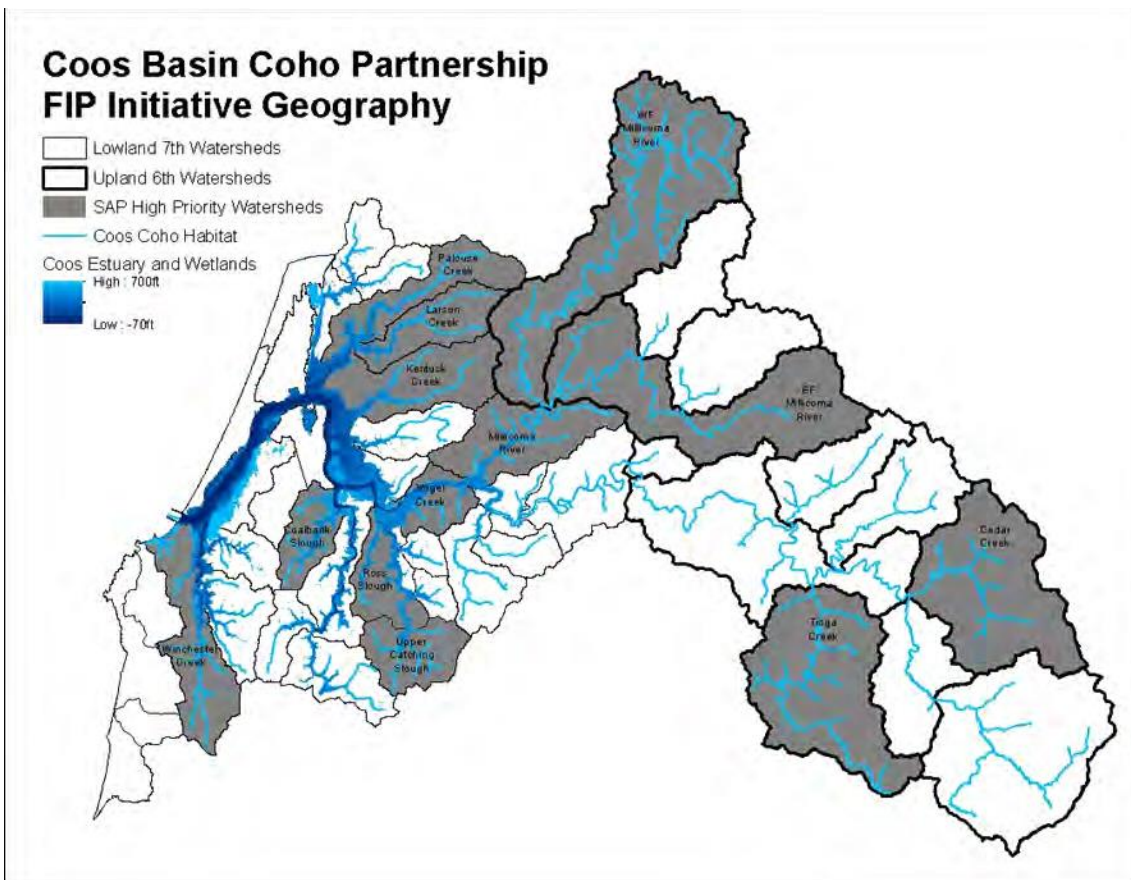 Coos Basin Coho Partnership
FIP Initiative Geography
Lowland 7th Watersheds
Upland 6th Watersheds
SAP High Priority Watersheds
Coos Coho Habitat
Coos Estuary and Wetlands
High : 700ft
Low : -70ft
WF
Millicoma
River
Palouse
Creek
Larson
Creek
Kentuck
Creek
EF
Millicoma
River
Millicoma
River
Creek
Coalbank
Slough
Ross
Slough
Cedar
Creek
Tioga
Creek
Upper
Catching
Slough
Winchester
Creek